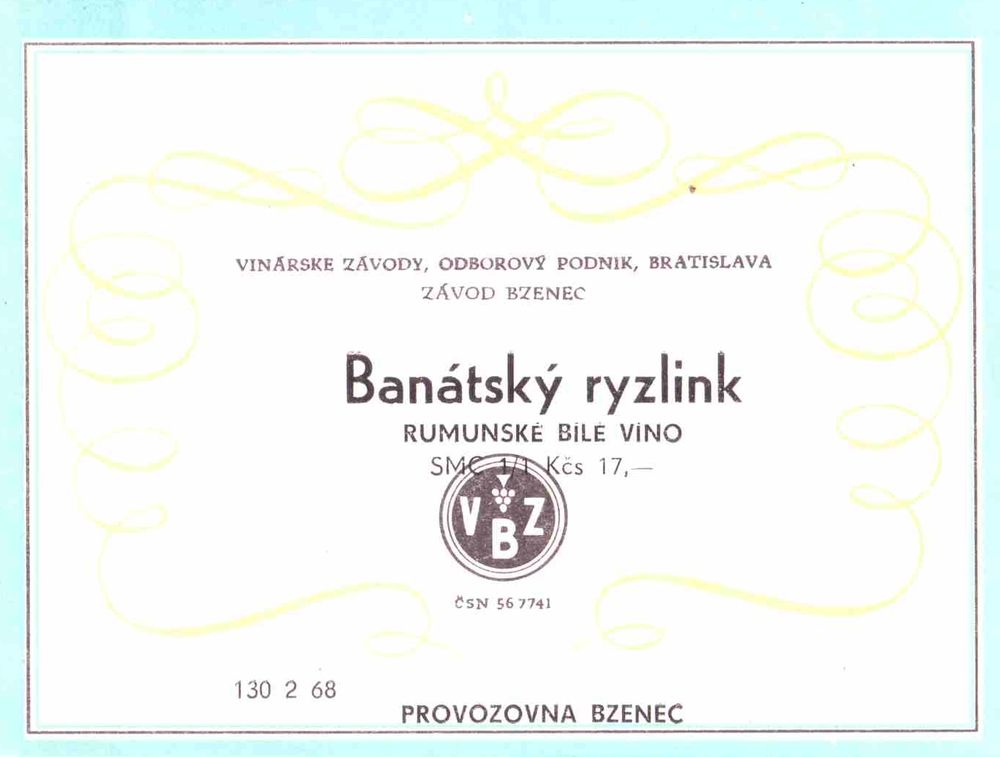 VINÁRSKE ZÁVODY, ODBOROVÝ PODNIK, BRATISLAVA
ZÁVOD BZENEC
Banátský ryzlink
RUMUNSKÉ BÍLÉ VÍNO
SMC 1/1 Kčs 17,—
V B Z
ČSN 56 7741
130 2 68
PROVOZOVNA BZENEC